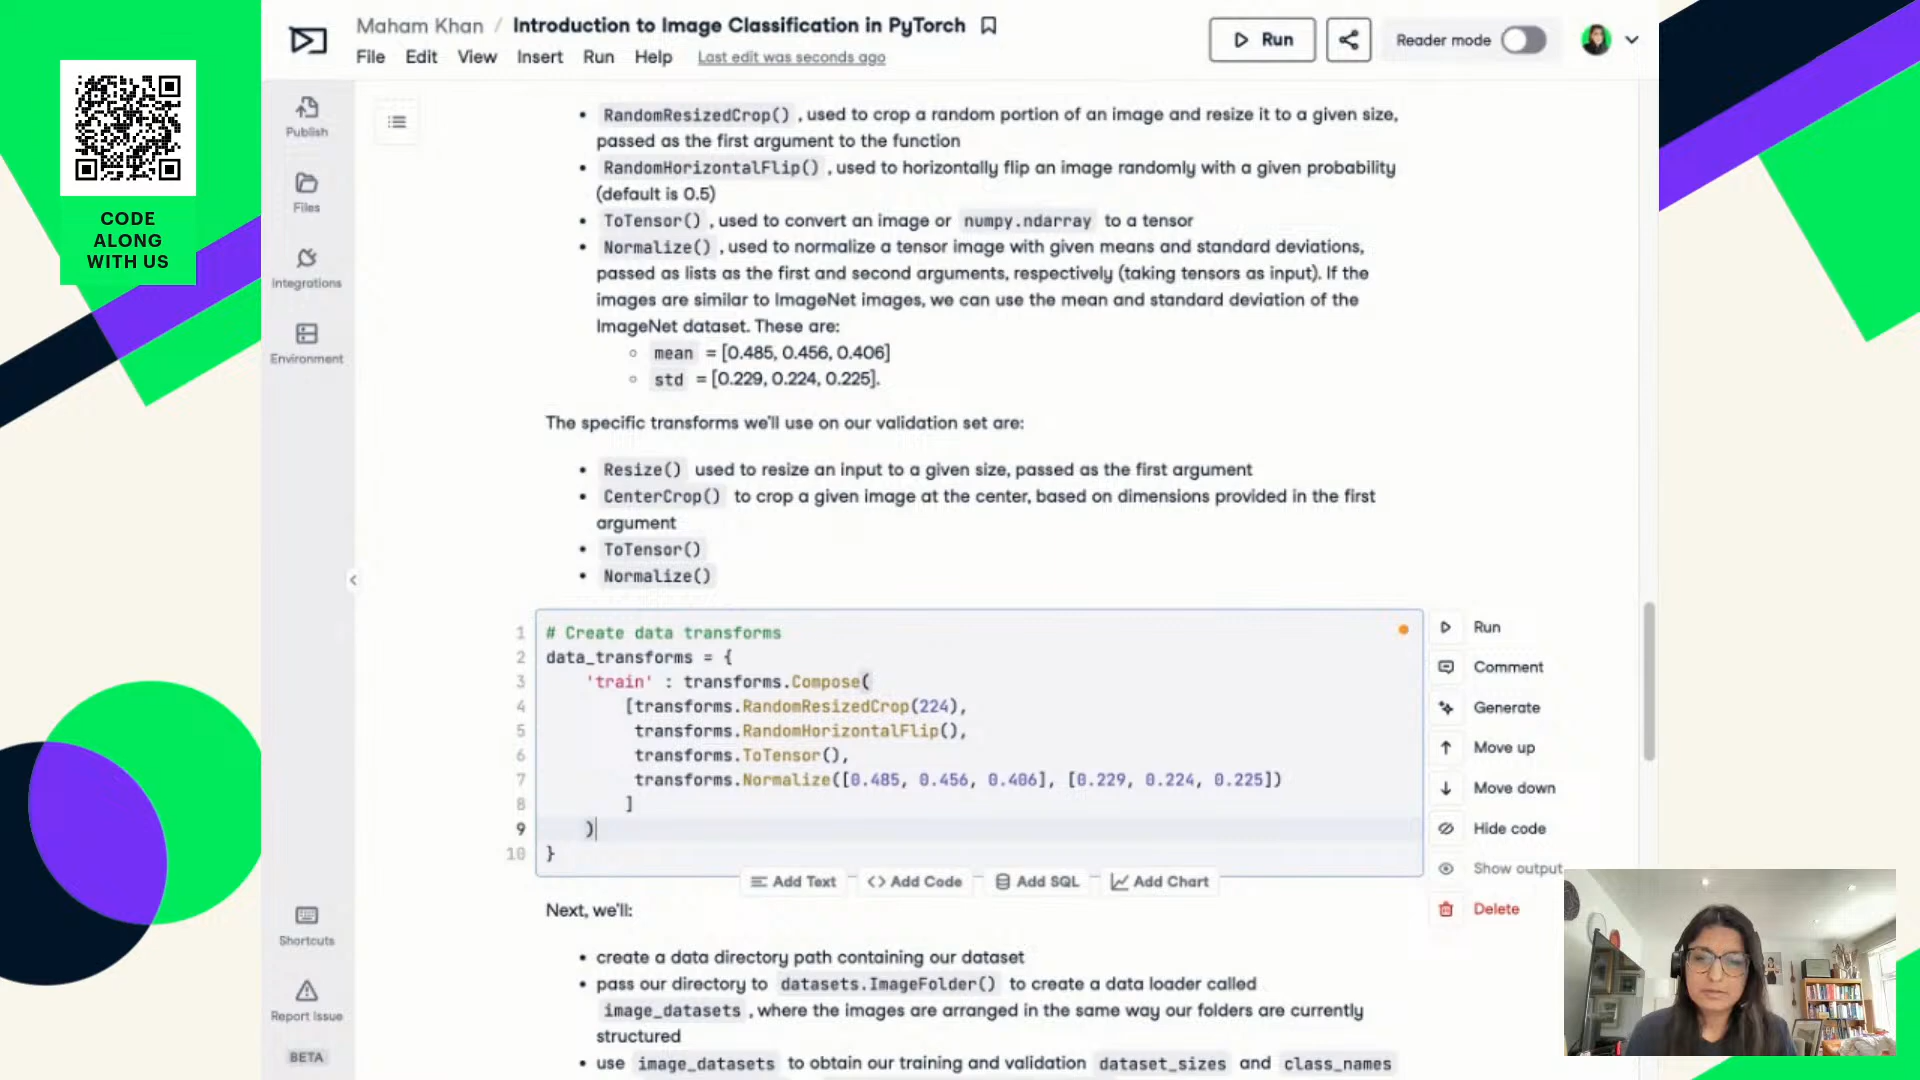 CODE
ALONG
WITH US
Maham Khan / Introduction to Image Classification in PyTorch
File Edit View Insert Run Help Last edit was seconds ago
Run
Reader mode
Publish
Files
Integrations
Environment
• RandomResizedCrop() , used to crop a random portion of an image and resize it to a given size,
passed as the first argument to the function
• RandomHorizontalFlip() , used to horizontally flip an image randomly with a given probability
(default is 0.5)
• ToTensor() , used to convert an image or numpy.ndarray to a tensor
• Normalize() , used to normalize a tensor image with given means and standard deviations,
passed as lists as the first and second arguments, respectively (taking tensors as input). If the
images are similar to ImageNet images, we can use the mean and standard deviation of the
ImageNet dataset. These are:
◦ mean = [0.485, 0.456, 0.406]
◦ std = [0.229, 0.224, 0.225].
The specific transforms we'll use on our validation set are:
• Resize() used to resize an input to a given size, passed as the first argument
• CenterCrop() to crop a given image at the center, based on dimensions provided in the first
argument
• ToTensor()
• Normalize()
1 # Create data transforms
2 data_transforms = {
3 'train' : transforms.Compose(
4 [transforms.RandomResizedCrop(224),
5 transforms.RandomHorizontalFlip(),
6 transforms.ToTensor(),
7 transforms.Normalize([0.485, 0.456, 0.406], [0.229, 0.224, 0.225])
8 ]
9 )
10 }
Run
Comment
Generate
Move up
Move down
Hide code
Show output
Delete
Add Text <> Add Code Add SQL Add Chart
Next, we'll:
• create a data directory path containing our dataset
• pass our directory to datasets.ImageFolder() to create a data loader called
image_datasets , where the images are arranged in the same way our folders are currently
structured
• use image_datasets to obtain our training and validation dataset_sizes and class_names
Shortcuts
Report Issue
BETA